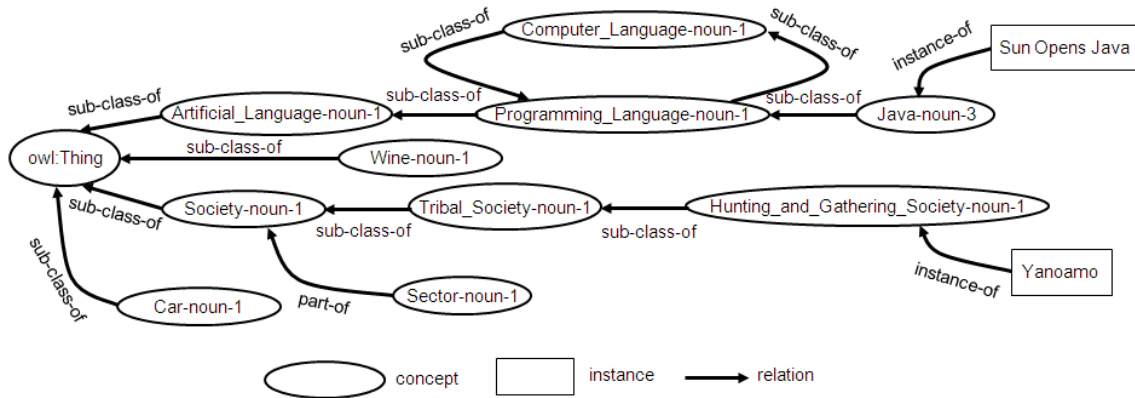 sub-class-of
Computer_Language-noun-1
sub-class-of
instance-of
Sun Opens Java
sub-class-of
Artificial_Language-noun-1
sub-class-of
Programming_Language-noun-1
sub-class-of
Java-noun-3
owl:Thing
sub-class-of
Wine-noun-1
sub-class-of
Society-noun-1
sub-class-of
Tribal_Society-noun-1
sub-class-of
Hunting_and_Gathering_Society-noun-1
sub-class-of
Car-noun-1
part-of
Sector-noun-1
instance-of
Yanoamo
concept
instance
relation